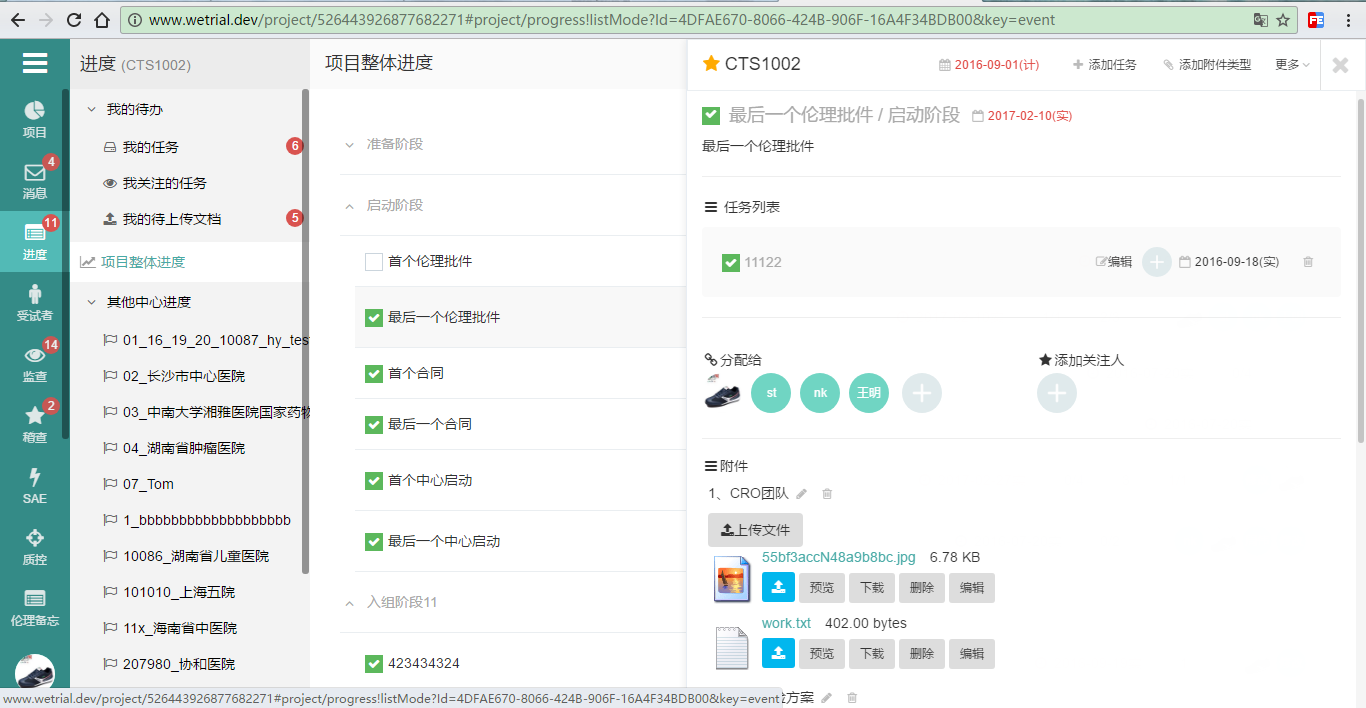 www.wetrial.dev/project/526443926877682271#project/progress!listMode?Id=4DFAE670-8066-424B-906F-16A4F34BDB00&key=event
项目
4
消息
11
进度
受试者
14
监查
2
稽查
SAE
质控
伦理备忘
进度 (CTS1002)
我的待办
我的任务 6
我关注的任务
我的待上传文档 5
项目整体进度
其他中心进度
01_16_19_20_10087_hy_tes
02_长沙市中心医院
03_中南大学湘雅医院国家药物
04_湖南省肿瘤医院
07_Tom
1_bbbbbbbbbbbbbbbbbbb
10086_湖南省儿童医院
101010_上海五院
11x_海南省中医院
207980_协和医院
项目整体进度
准备阶段
启动阶段
首个伦理批件
最后一个伦理批件
首个合同
最后一个合同
首个中心启动
最后一个中心启动
入组阶段11
423434324
CTS1002 2016-09-01(计) 添加任务 添加附件类型 更多
最后一个伦理批件 / 启动阶段 2017-02-10(实)
最后一个伦理批件
任务列表
11122 编辑 2016-09-18(实)
分配给 添加关注人
st nk 王明
附件
1、CRO团队
上传文件
55bf3accN48a9b8bc.jpg 6.78 KB
预览 下载 删除 编辑
work.txt 402.00 bytes
预览 下载 删除 编辑
方案
www.wetrial.dev/project/526443926877682271#project/progress!listMode?Id=4DFAE670-8066-424B-906F-16A4F34BDB00&key=event